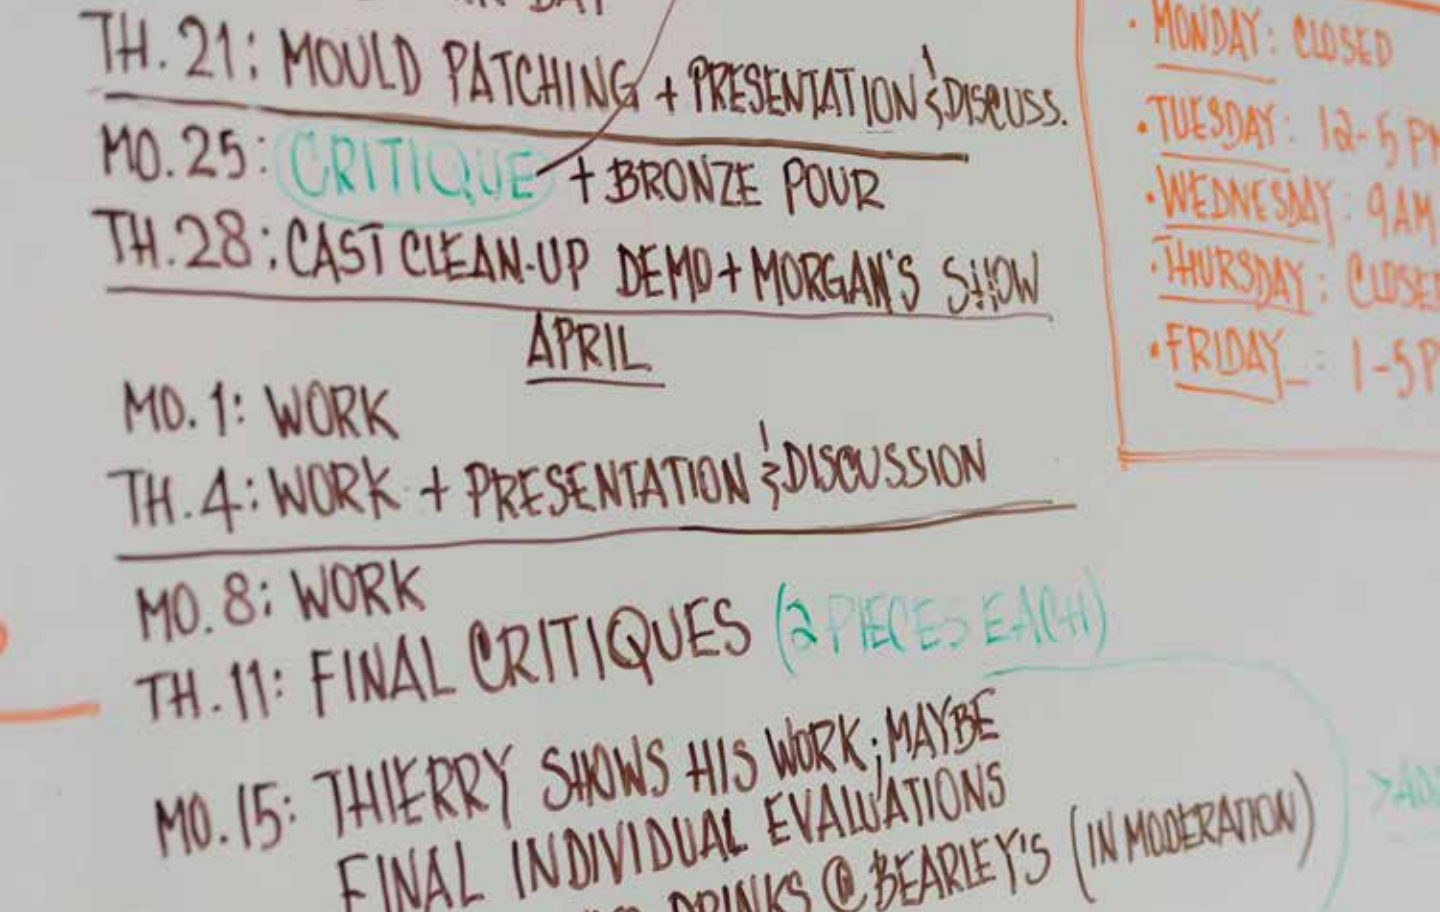 DAY
TH. 21: MOULD PATCHING + PRESENTATION & DISCUSS.
MO. 25: CRITIQUE + BRONZE POUR
TH. 28: CAST CLEAN-UP DEMO + MORGAN'S SHOW
APRIL
MO. 1: WORK
TH. 4: WORK + PRESENTATION & DISCUSSION
MO. 8: WORK
TH. 11: FINAL CRITIQUES (2 PIECES EACH)
MO. 15: THIERRY SHOWS HIS WORK; MAYBE
FINAL INDIVIDUAL EVALUATIONS
DRINKS @ BEARLEY'S (IN MODERATION)
• MONDAY: CLOSED
• TUESDAY: 12-5 PM
• WEDNESDAY: 9AM
• THURSDAY: CLOSED
• FRIDAY_: 1-5P